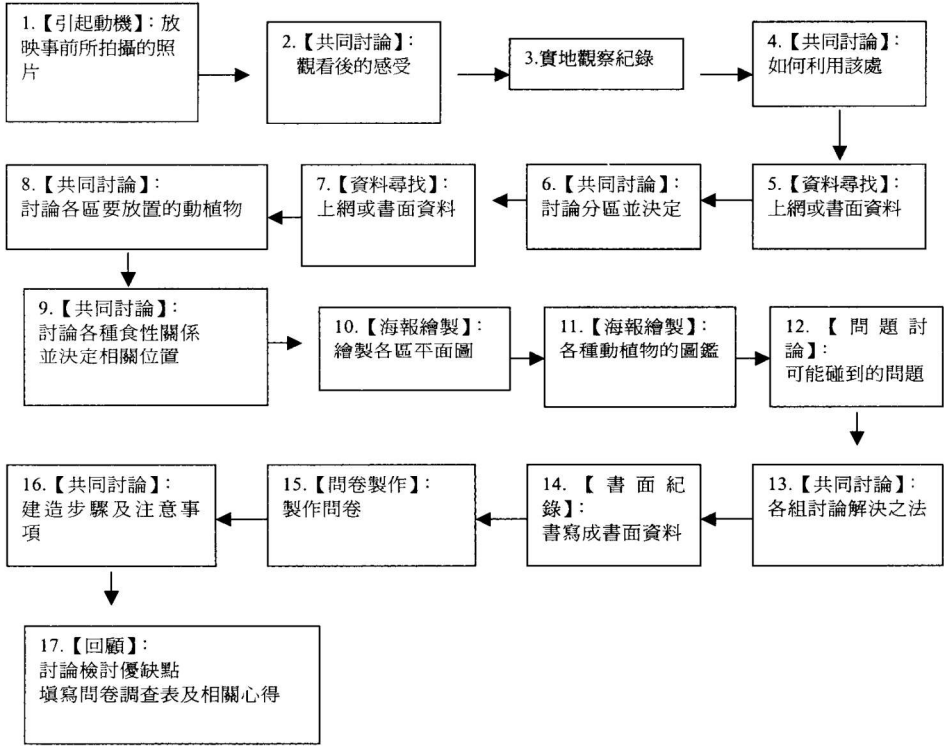 1.【引起動機】：放
映事前所拍攝的照
片
2.【共同討論】：
觀看後的感受
3.實地觀察紀錄
4.【共同討論】：
如何利用該處
5.【資料尋找】：
上網或書面資料
6.【共同討論】：
討論分區並決定
7.【資料尋找】：
上網或書面資料
8.【共同討論】：
討論各區要放置的動植物
9.【共同討論】：
討論各種食性關係
並決定相關位置
10.【海報繪製】：
繪製各區平面圖
11.【海報繪製】：
各種動植物的圖鑑
12.【問題討
論】：
可能碰到的問題
13.【共同討論】：
各組討論解決之法
14.【書面紀
錄】：
書寫成書面資料
15.【問卷製作】：
製作問卷
16.【共同討論】：
建造步驟及注意事
項
17.【回顧】：
討論檢討優缺點
填寫問卷調查表及相關心得